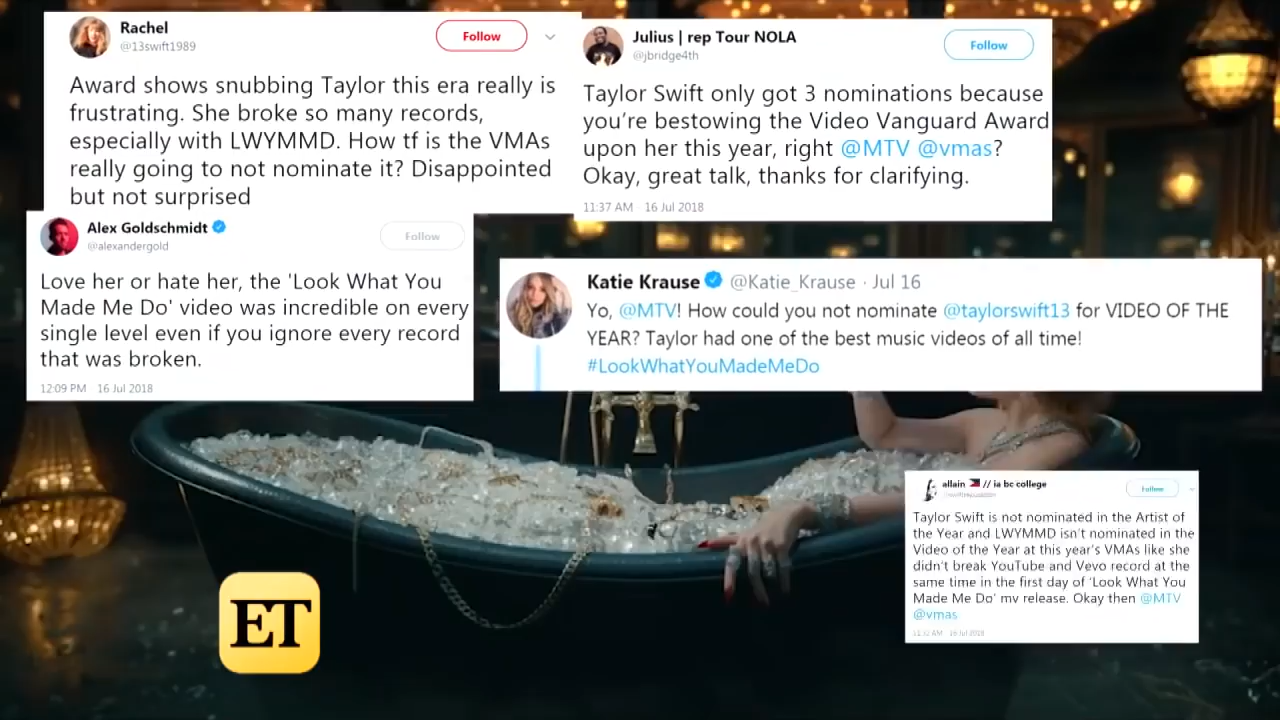 Rachel
@13swift1989
Follow
Award shows snubbing Taylor this era really is
frustrating. She broke so many records,
especially with LWYMMD. How tf is the VMAs
really going to not nominate it? Disappointed
but not surprised
Julius | rep Tour NOLA
@jbridge4th
Follow
Taylor Swift only got 3 nominations because
you're bestowing the Video Vanguard Award
upon her this year, right @MTV @vmas?
Okay, great talk, thanks for clarifying.
11:37 AM · 16 Jul 2018
Alex Goldschmidt
@alexandergold
Follow
Love her or hate her, the 'Look What You
Made Me Do' video was incredible on every
single level even if you ignore every record
that was broken.
12:09 PM · 16 Jul 2018
Katie Krause @Katie_Krause · Jul 16
Yo, @MTV! How could you not nominate @taylorswift13 for VIDEO OF THE
YEAR? Taylor had one of the best music videos of all time!
#LookWhatYouMadeMeDo
allain // ia bc college
Follow
Taylor Swift is not nominated in the Artist of
the Year and LWYMMD isn't nominated in the
Video of the Year at this year's VMAs like she
didn't break YouTube and Vevo record at the
same time in the first day of 'Look What You
Made Me Do' mv release. Okay then @MTV
@vmas
11:32 AM · 16 Jul 2018
ET